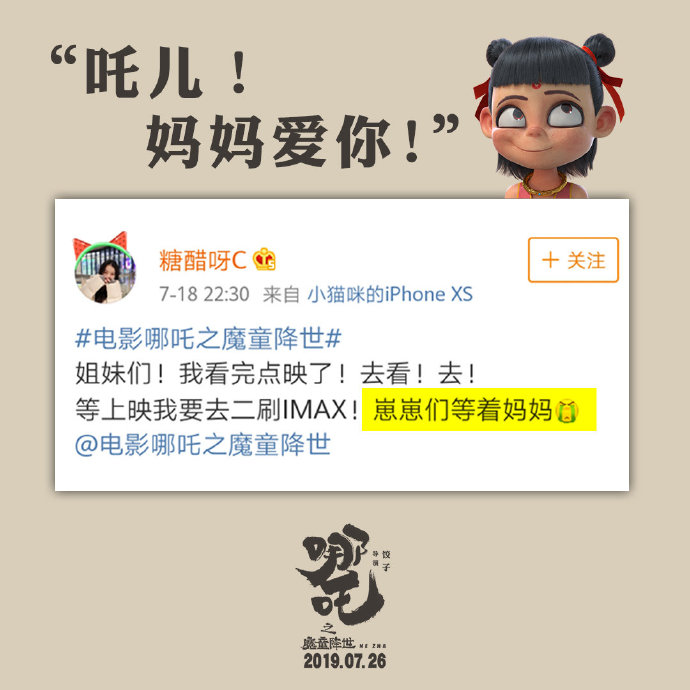 “吒儿！
妈妈爱你！”
糖醋呀C
+ 关注
7-18 22:30 来自 小猫咪的iPhone XS
#电影哪吒之魔童降世#
姐妹们！我看完点映了！去看！去！
等上映我要去二刷IMAX！崽崽们等着妈妈
@电影哪吒之魔童降世
哪吒
导演 饺子
之
魔童降世 NE ZHA
2019.07.26